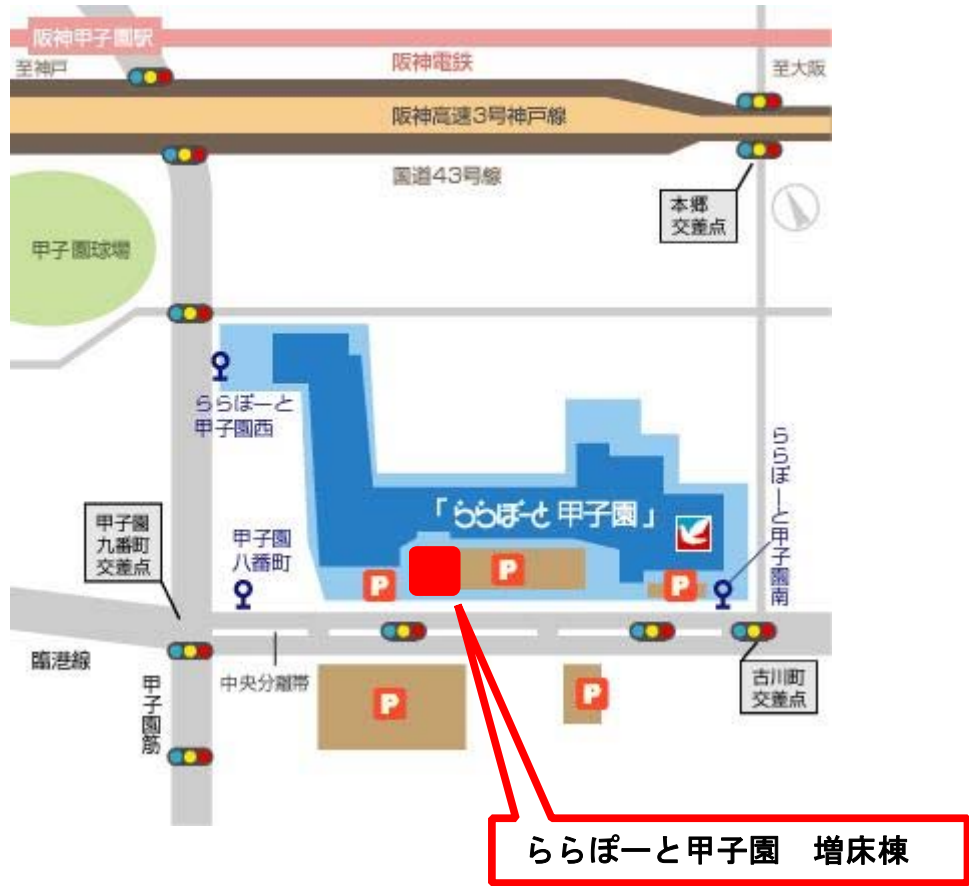 阪神甲子園駅
至神戸
阪神電鉄
至大阪
阪神高速3号神戸線
国道43号線
本郷
交差点
甲子園球場
ららぽーと
甲子園西
ららぽーと甲子園南
「ららぽーと 甲子園」
甲子園
九番町
交差点
甲子園
八番町
P
P
P
臨港線
中央分離帯
甲子園筋
P
P
古川町
交差点
ららぽーと甲子園 増床棟